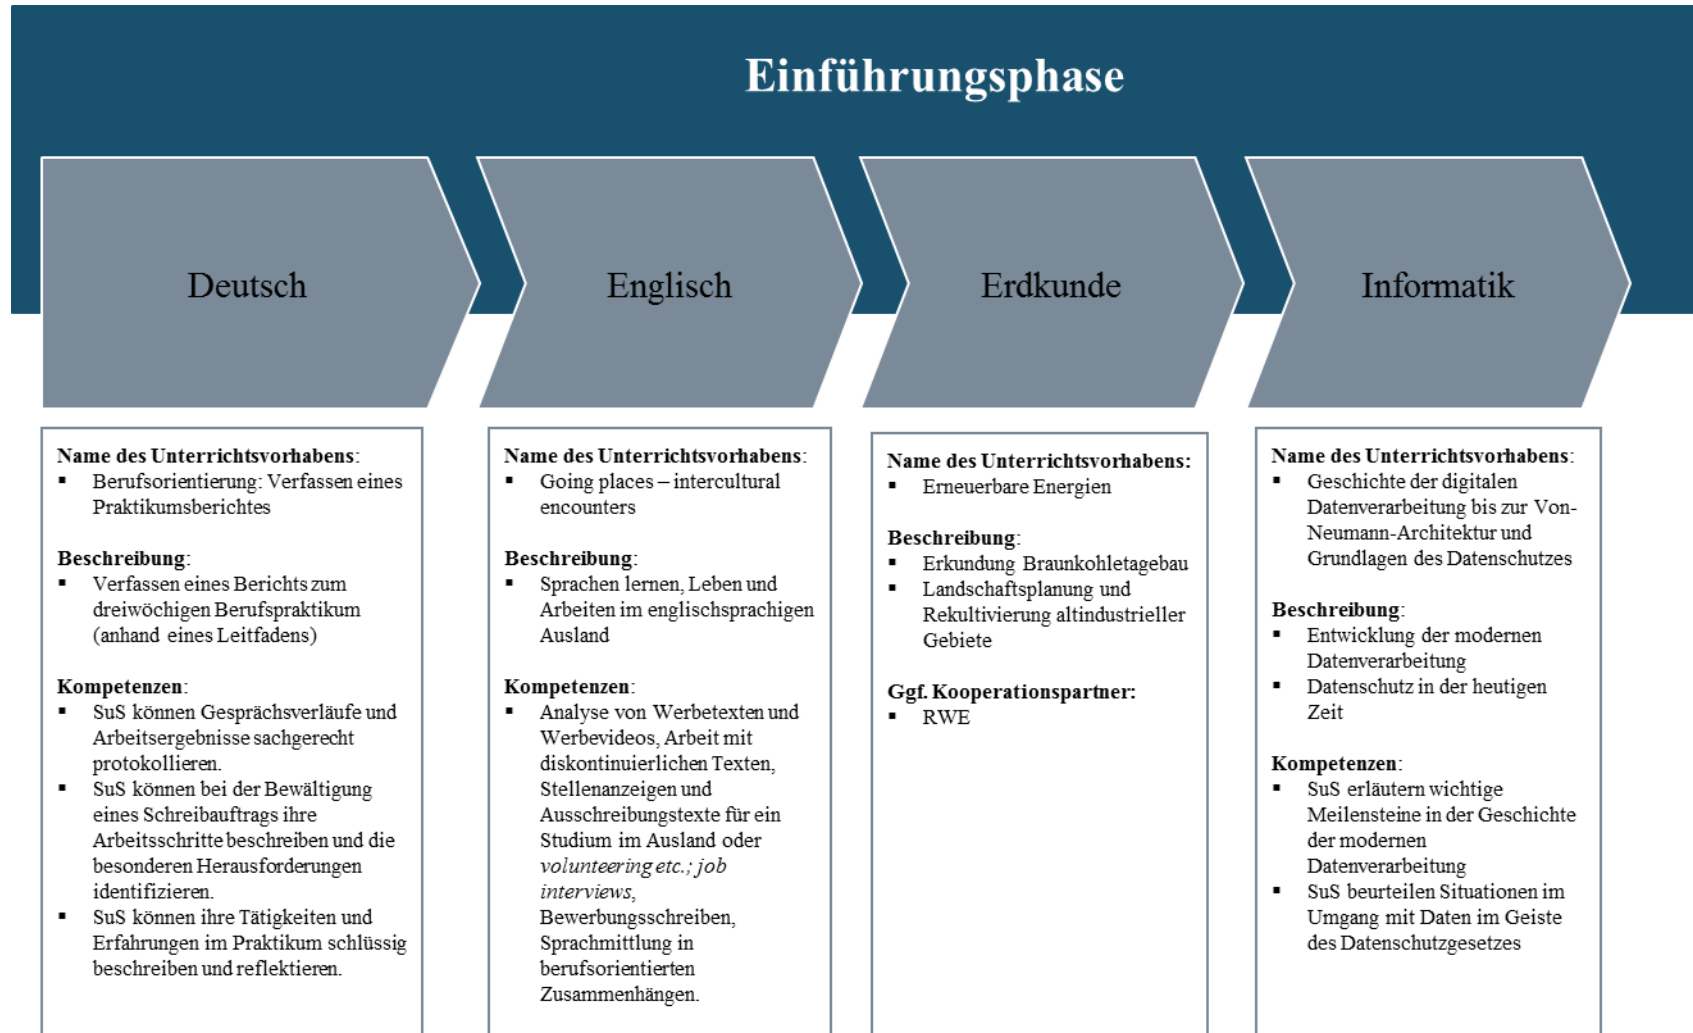 Einführungsphase
Deutsch
Englisch
Erdkunde
Informatik
Name des Unterrichtsvorhabens:
▪ Berufsorientierung: Verfassen eines
Praktikumsberichtes
Beschreibung:
▪ Verfassen eines Berichts zum
dreiwöchigen Berufspraktikum
(anhand eines Leitfadens)
Kompetenzen:
▪ SuS können Gesprächsverläufe und
Arbeitsergebnisse sachgerecht
protokollieren.
▪ SuS können bei der Bewältigung
eines Schreibauftrags ihre
Arbeitsschritte beschreiben und die
besonderen Herausforderungen
identifizieren.
▪ SuS können ihre Tätigkeiten und
Erfahrungen im Praktikum schlüssig
beschreiben und reflektieren.
Name des Unterrichtsvorhabens:
▪ Going places – intercultural
encounters
Beschreibung:
▪ Sprachen lernen, Leben und
Arbeiten im englischsprachigen
Ausland
Kompetenzen:
▪ Analyse von Werbetexten und
Werbevideos, Arbeit mit
diskontinuierlichen Texten,
Stellenanzeigen und
Ausschreibungstexte für ein
Studium im Ausland oder
volunteering etc.; job
interviews,
Bewerbungsschreiben,
Sprachmittlung in
berufsorientierten
Zusammenhängen.
Name des Unterrichtsvorhabens:
▪ Erneuerbare Energien
Beschreibung:
▪ Erkundung Braunkohletagebau
▪ Landschaftsplanung und
Rekultivierung altindustrieller
Gebiete
Ggf. Kooperationspartner:
▪ RWE
Name des Unterrichtsvorhabens:
▪ Geschichte der digitalen
Datenverarbeitung bis zur Von-
Neumann-Architektur und
Grundlagen des Datenschutzes
Beschreibung:
▪ Entwicklung der modernen
Datenverarbeitung
▪ Datenschutz in der heutigen
Zeit
Kompetenzen:
▪ SuS erläutern wichtige
Meilensteine in der Geschichte
der modernen
Datenverarbeitung
▪ SuS beurteilen Situationen im
Umgang mit Daten im Geiste
des Datenschutzgesetzes